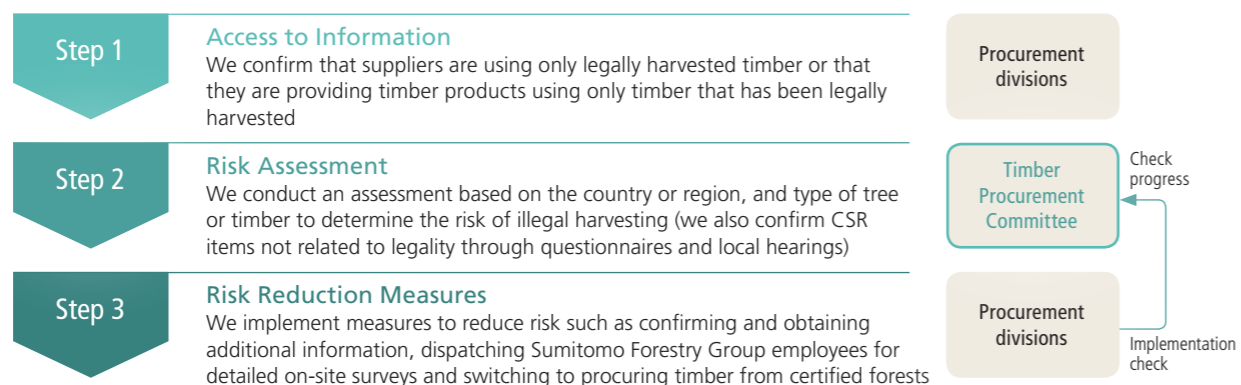 Step 1
Access to Information
We confirm that suppliers are using only legally harvested timber or that
they are providing timber products using only timber that has been legally
harvested
Procurement
divisions
Step 2
Risk Assessment
We conduct an assessment based on the country or region, and type of tree
or timber to determine the risk of illegal harvesting (we also confirm CSR
items not related to legality through questionnaires and local hearings)
Timber
Procurement
Committee
Check
progress
Step 3
Risk Reduction Measures
We implement measures to reduce risk such as confirming and obtaining
additional information, dispatching Sumitomo Forestry Group employees for
detailed on-site surveys and switching to procuring timber from certified forests
Procurement
divisions
Implementation
check